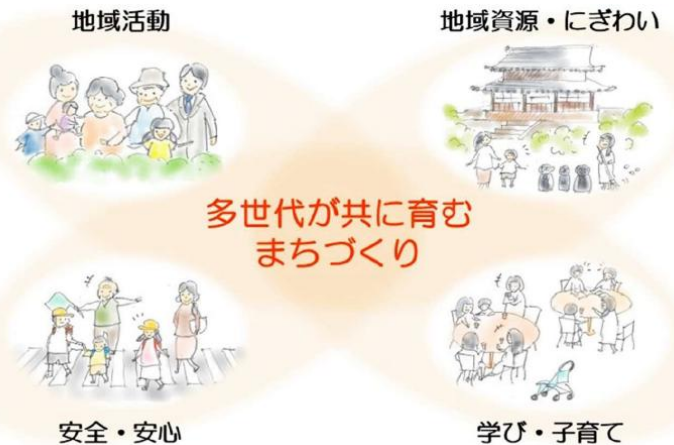 地域活動
地域資源・にぎわい
多世代が共に育む
まちづくり
安全・安心
学び・子育て